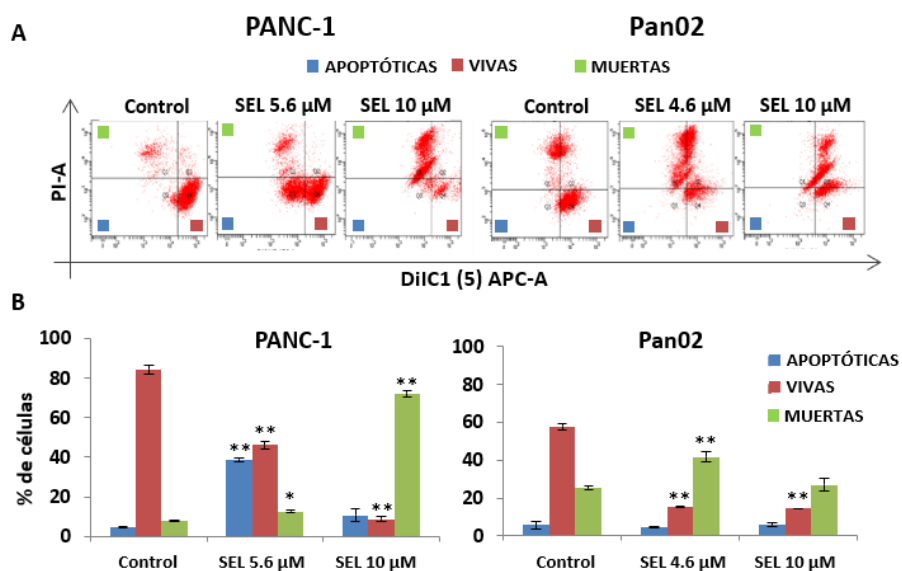 A
PANC-1
Pan02
APOPTÓTICAS VIVAS MUERTAS
Control SEL 5.6 µM SEL 10 µM Control SEL 4.6 µM SEL 10 µM
PI-A
DilC1 (5) APC-A
B
PANC-1
% de células
100
80
60
40
20
0
** ** * ** **
Control SEL 5.6 µM SEL 10 µM
Pan02
100
80
60
40
20
0
** ** **
Control SEL 4.6 µM SEL 10 µM
APOPTÓTICAS
VIVAS
MUERTAS